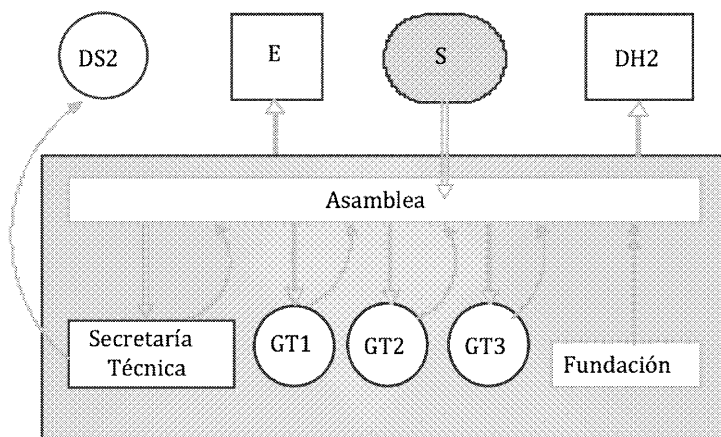 DS2
E
S
DH2
Asamblea
Secretaría
Técnica
GT1
GT2
GT3
Fundación